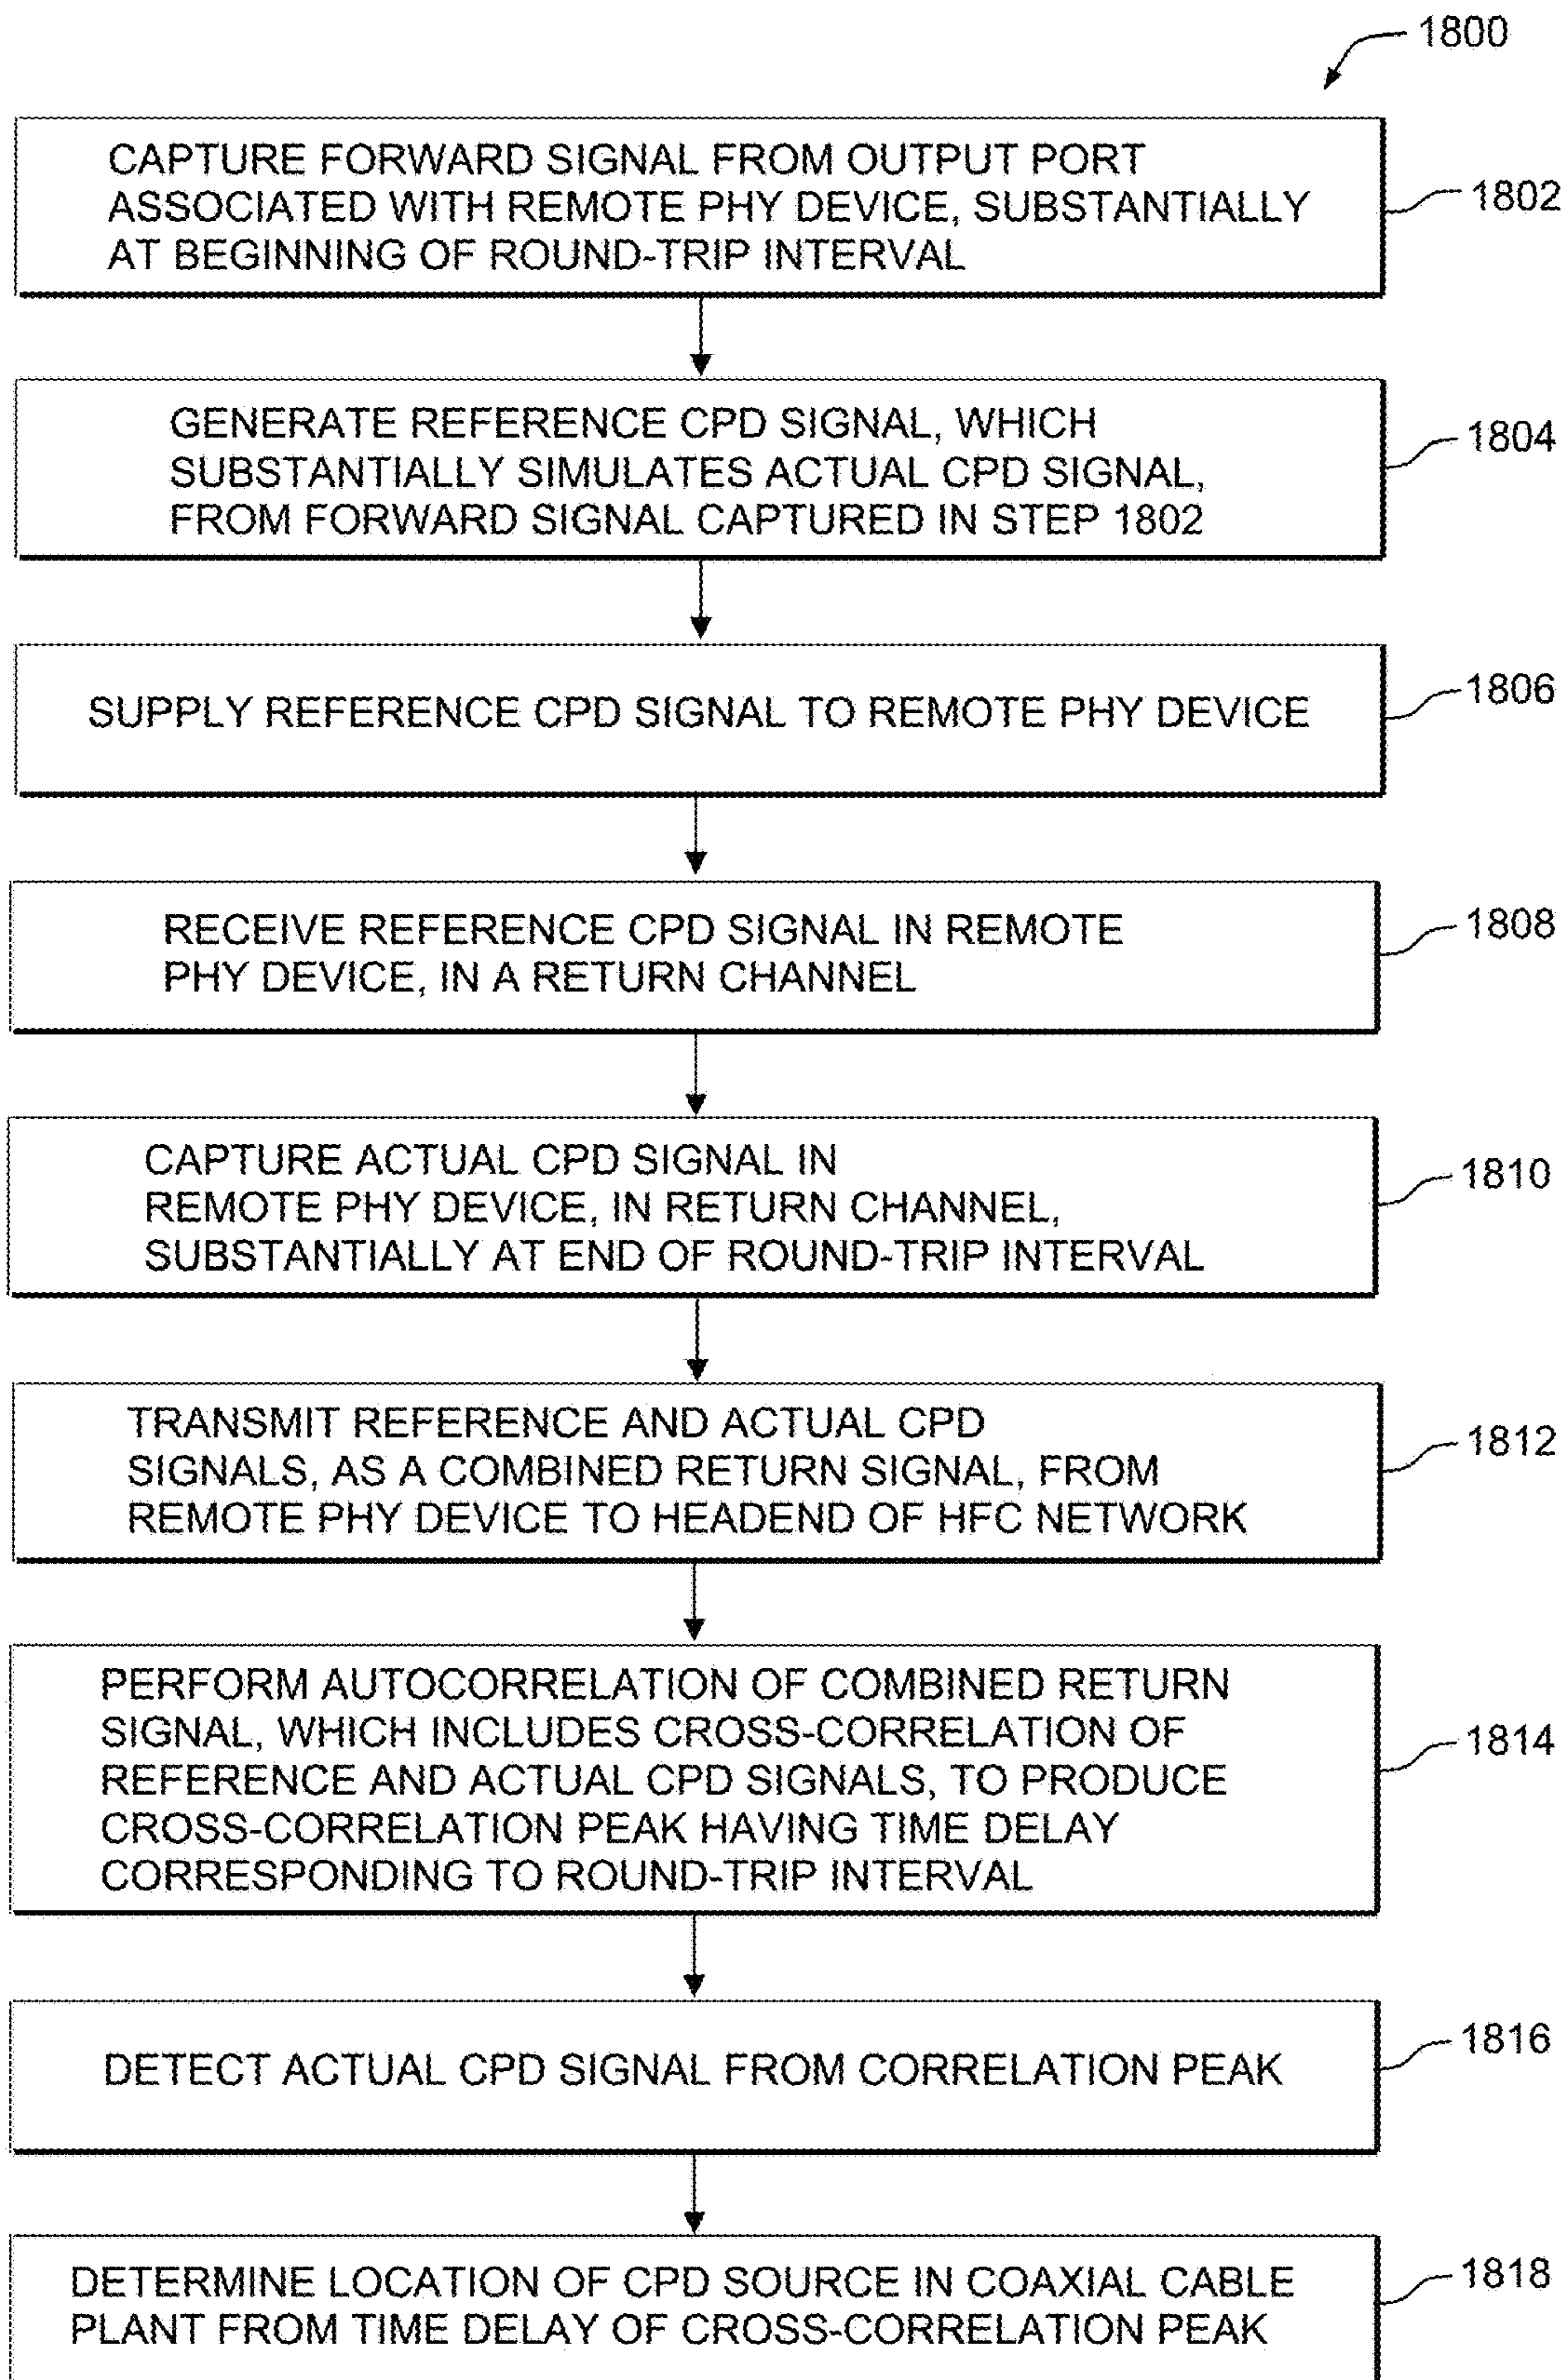 1800
CAPTURE FORWARD SIGNAL FROM OUTPUT PORT
ASSOCIATED WITH REMOTE PHY DEVICE, SUBSTANTIALLY
AT BEGINNING OF ROUND-TRIP INTERVAL
1802
GENERATE REFERENCE CPD SIGNAL, WHICH
SUBSTANTIALLY SIMULATES ACTUAL CPD SIGNAL,
FROM FORWARD SIGNAL CAPTURED IN STEP 1802
1804
SUPPLY REFERENCE CPD SIGNAL TO REMOTE PHY DEVICE
1806
RECEIVE REFERENCE CPD SIGNAL IN REMOTE
PHY DEVICE, IN A RETURN CHANNEL
1808
CAPTURE ACTUAL CPD SIGNAL IN
REMOTE PHY DEVICE, IN RETURN CHANNEL,
SUBSTANTIALLY AT END OF ROUND-TRIP INTERVAL
1810
TRANSMIT REFERENCE AND ACTUAL CPD
SIGNALS, AS A COMBINED RETURN SIGNAL, FROM
REMOTE PHY DEVICE TO HEADEND OF HFC NETWORK
1812
PERFORM AUTOCORRELATION OF COMBINED RETURN
SIGNAL, WHICH INCLUDES CROSS-CORRELATION OF
REFERENCE AND ACTUAL CPD SIGNALS, TO PRODUCE
CROSS-CORRELATION PEAK HAVING TIME DELAY
CORRESPONDING TO ROUND-TRIP INTERVAL
1814
DETECT ACTUAL CPD SIGNAL FROM CORRELATION PEAK
1816
DETERMINE LOCATION OF CPD SOURCE IN COAXIAL CABLE
PLANT FROM TIME DELAY OF CROSS-CORRELATION PEAK
1818